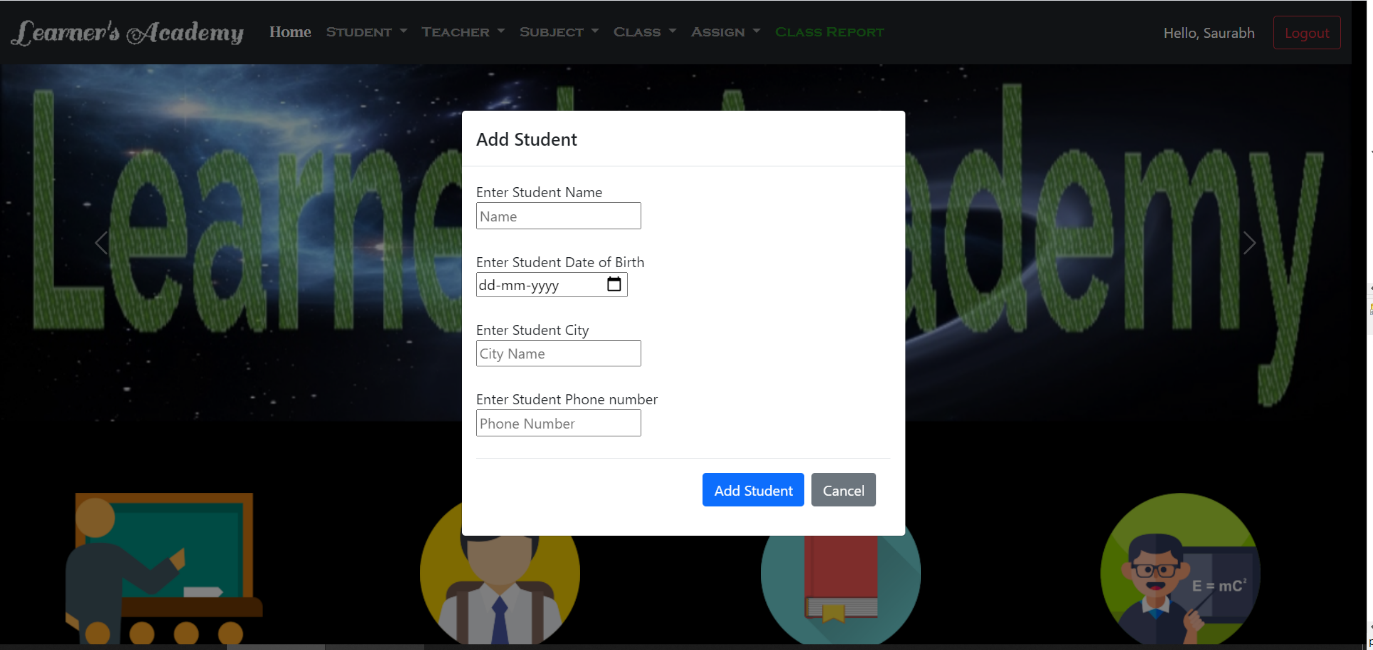 Learner's Academy Home STUDENT TEACHER SUBJECT CLASS ASSIGN CLASS REPORT Hello, Saurabh Logout
Learne ademy
Add Student
Enter Student Name
Name
Enter Student Date of Birth
dd-mm-yyyy
Enter Student City
City Name
Enter Student Phone number
Phone Number
Add Student Cancel
E = mC²